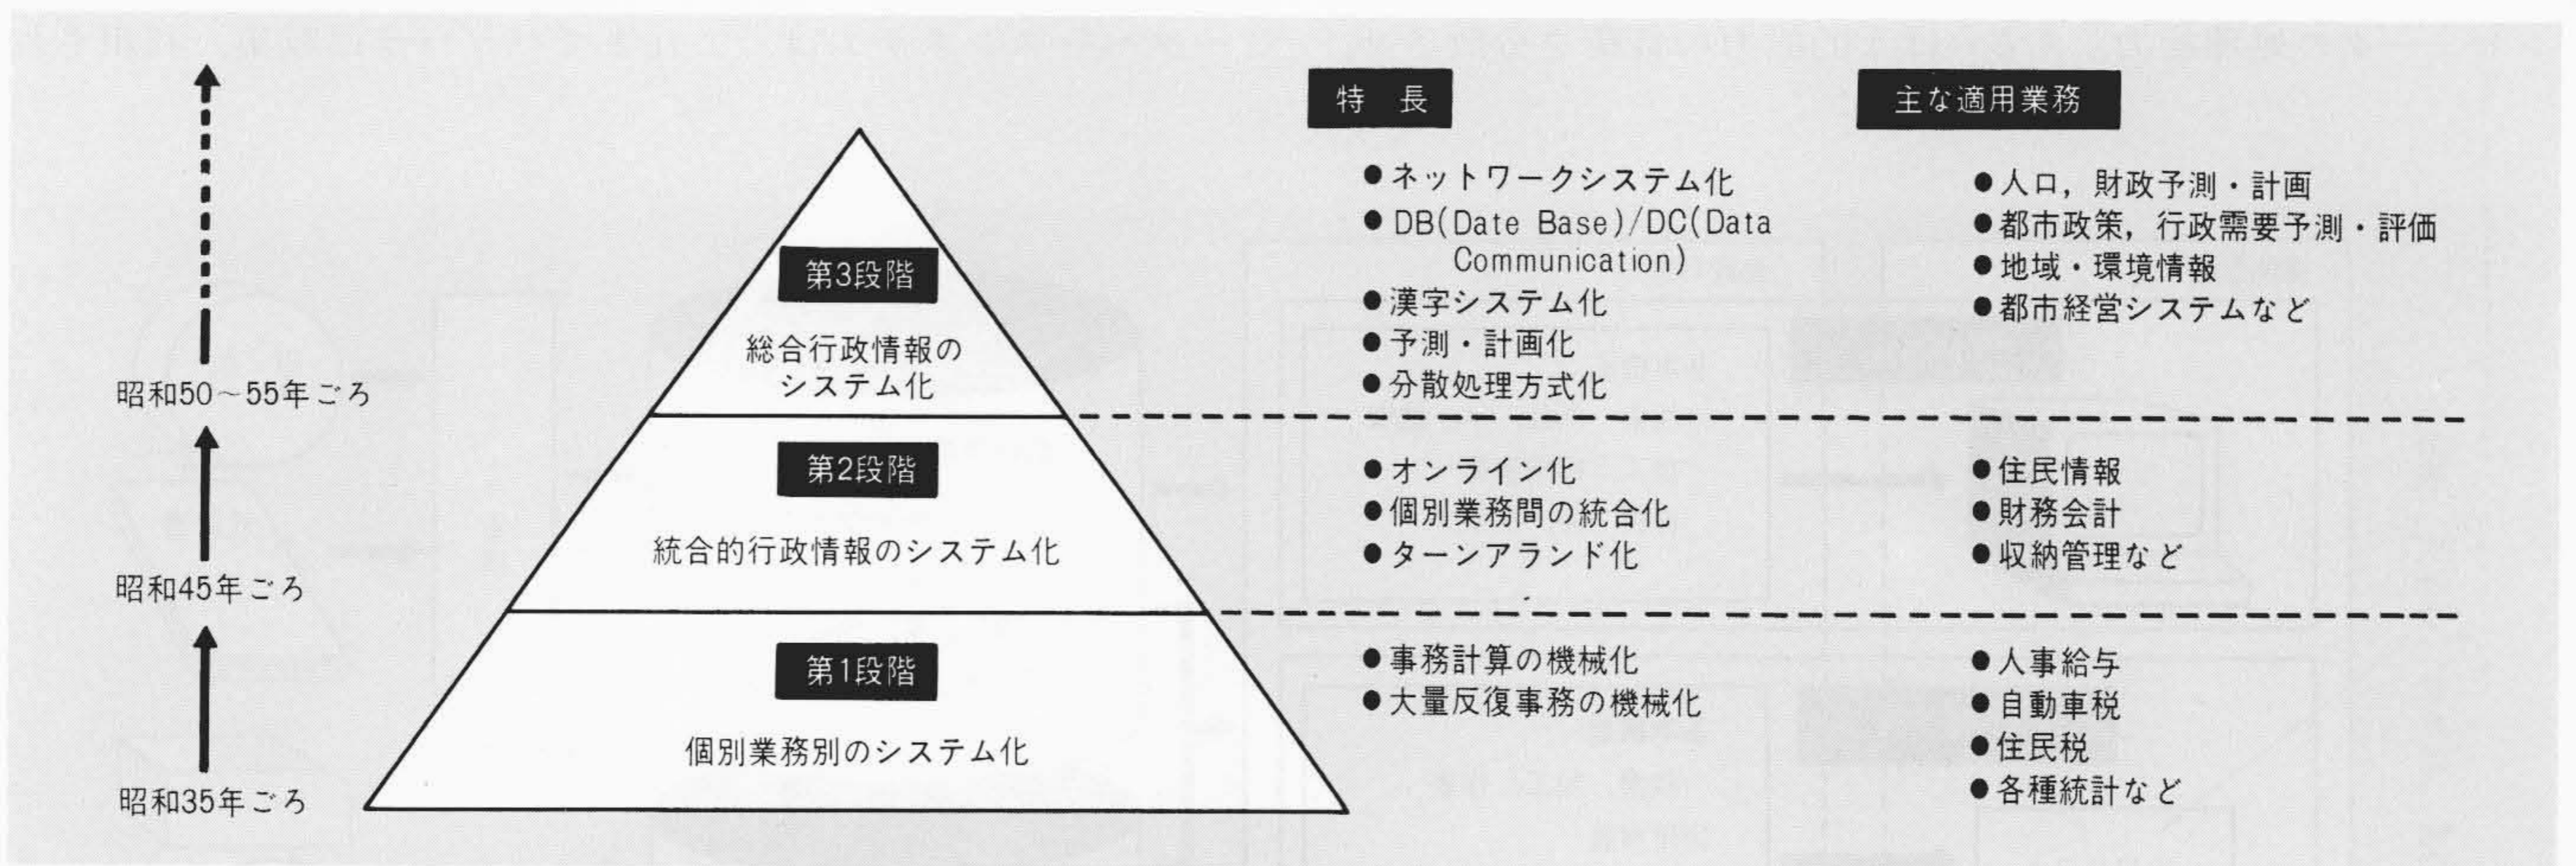 特 長
主な適用業務
第3段階
総合行政情報の
システム化
●ネットワークシステム化
●DB(Date Base)/DC(Data
Communication)
●漢字システム化
●予測・計画化
●分散処理方式化
●人口，財政予測・計画
●都市政策，行政需要予測・評価
●地域・環境情報
●都市経営システムなど
昭和50～55年ごろ
第2段階
統合的行政情報のシステム化
●オンライン化
●個別業務間の統合化
●ターンアランド化
●住民情報
●財務会計
●収納管理など
昭和45年ごろ
第1段階
個別業務別のシステム化
●事務計算の機械化
●大量反復事務の機械化
●人事給与
●自動車税
●住民税
●各種統計など
昭和35年ごろ